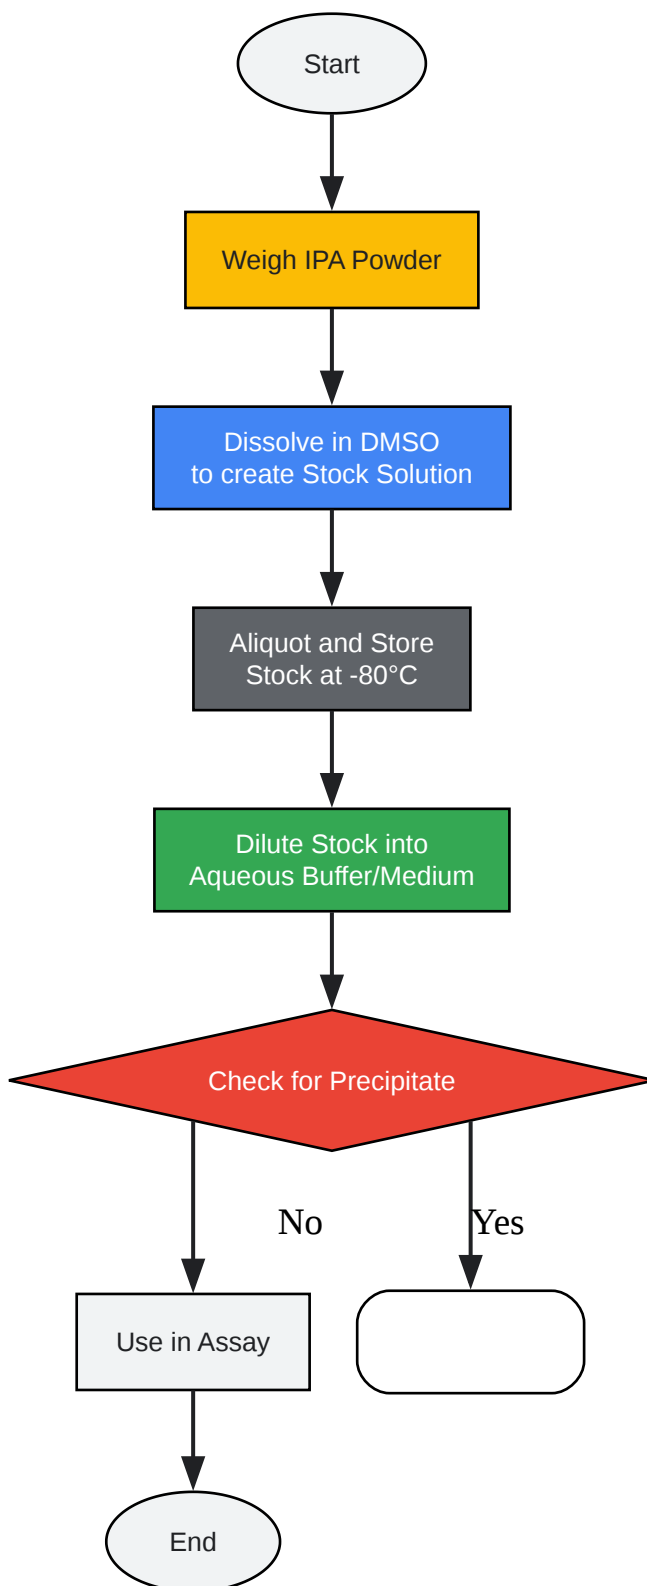 Start
Weigh IPA Powder
Dissolve in DMSO
to create Stock Solution
Aliquot and Store
Stock at -80°C
Dilute Stock into
Aqueous Buffer/Medium
Check for Precipitate
No
Yes
Use in Assay
End